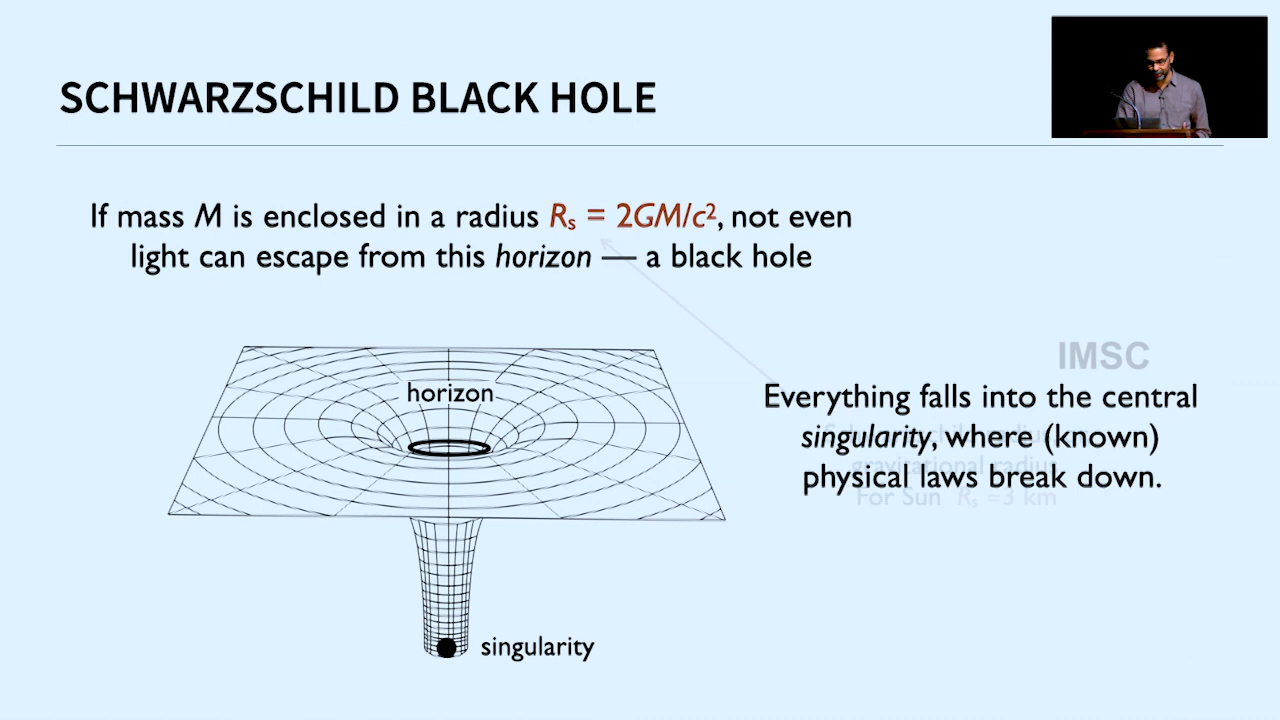 SCHWARZSCHILD BLACK HOLE
If mass M is enclosed in a radius Rₛ = 2GM/c², not even
light can escape from this horizon — a black hole
horizon
IMSC
Everything falls into the central
singularity, where (known)
physical laws break down.
gravitational radius
For Sun Rₛ =3 km
singularity